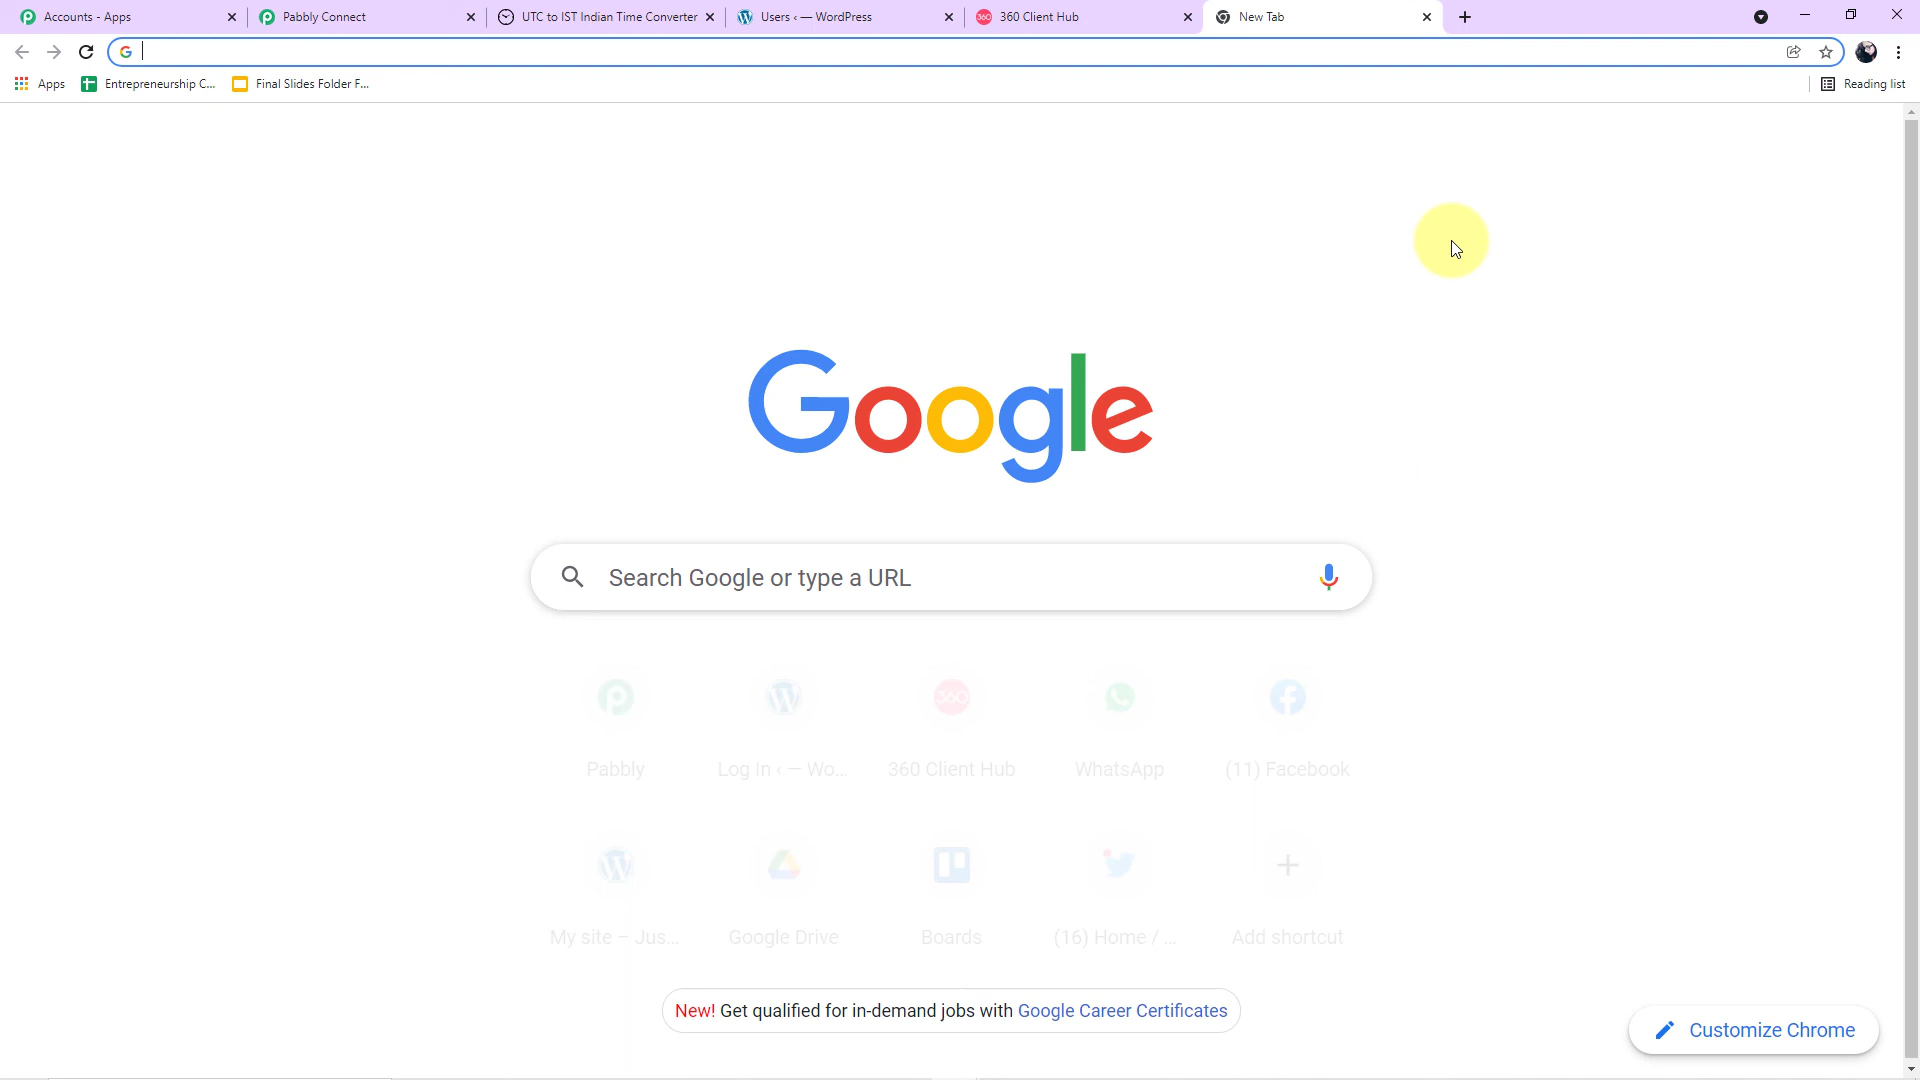 Accounts - Apps
Pabbly Connect
UTC to IST Indian Time Converter
Users ‹ — WordPress
360 Client Hub
New Tab
Apps
Entrepreneurship C...
Final Slides Folder F...
Reading list
Google
Search Google or type a URL
Pabbly
Log In ‹ — Wo...
360 Client Hub
WhatsApp
(11) Facebook
My site – Jus...
Google Drive
Boards
(16) Home / ...
Add shortcut
New! Get qualified for in-demand jobs with Google Career Certificates
Customize Chrome